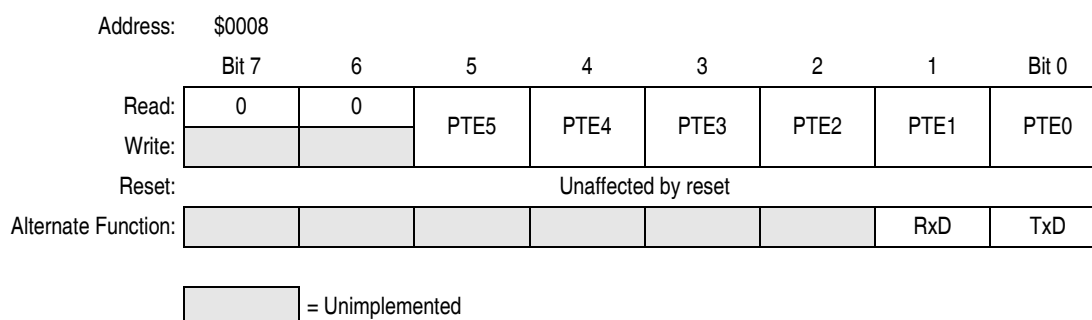 Address: $0008
Bit 7 6 5 4 3 2 1 Bit 0
Read: 0 0 PTE5 PTE4 PTE3 PTE2 PTE1 PTE0
Write:
Reset: Unaffected by reset
Alternate Function: RxD TxD
= Unimplemented